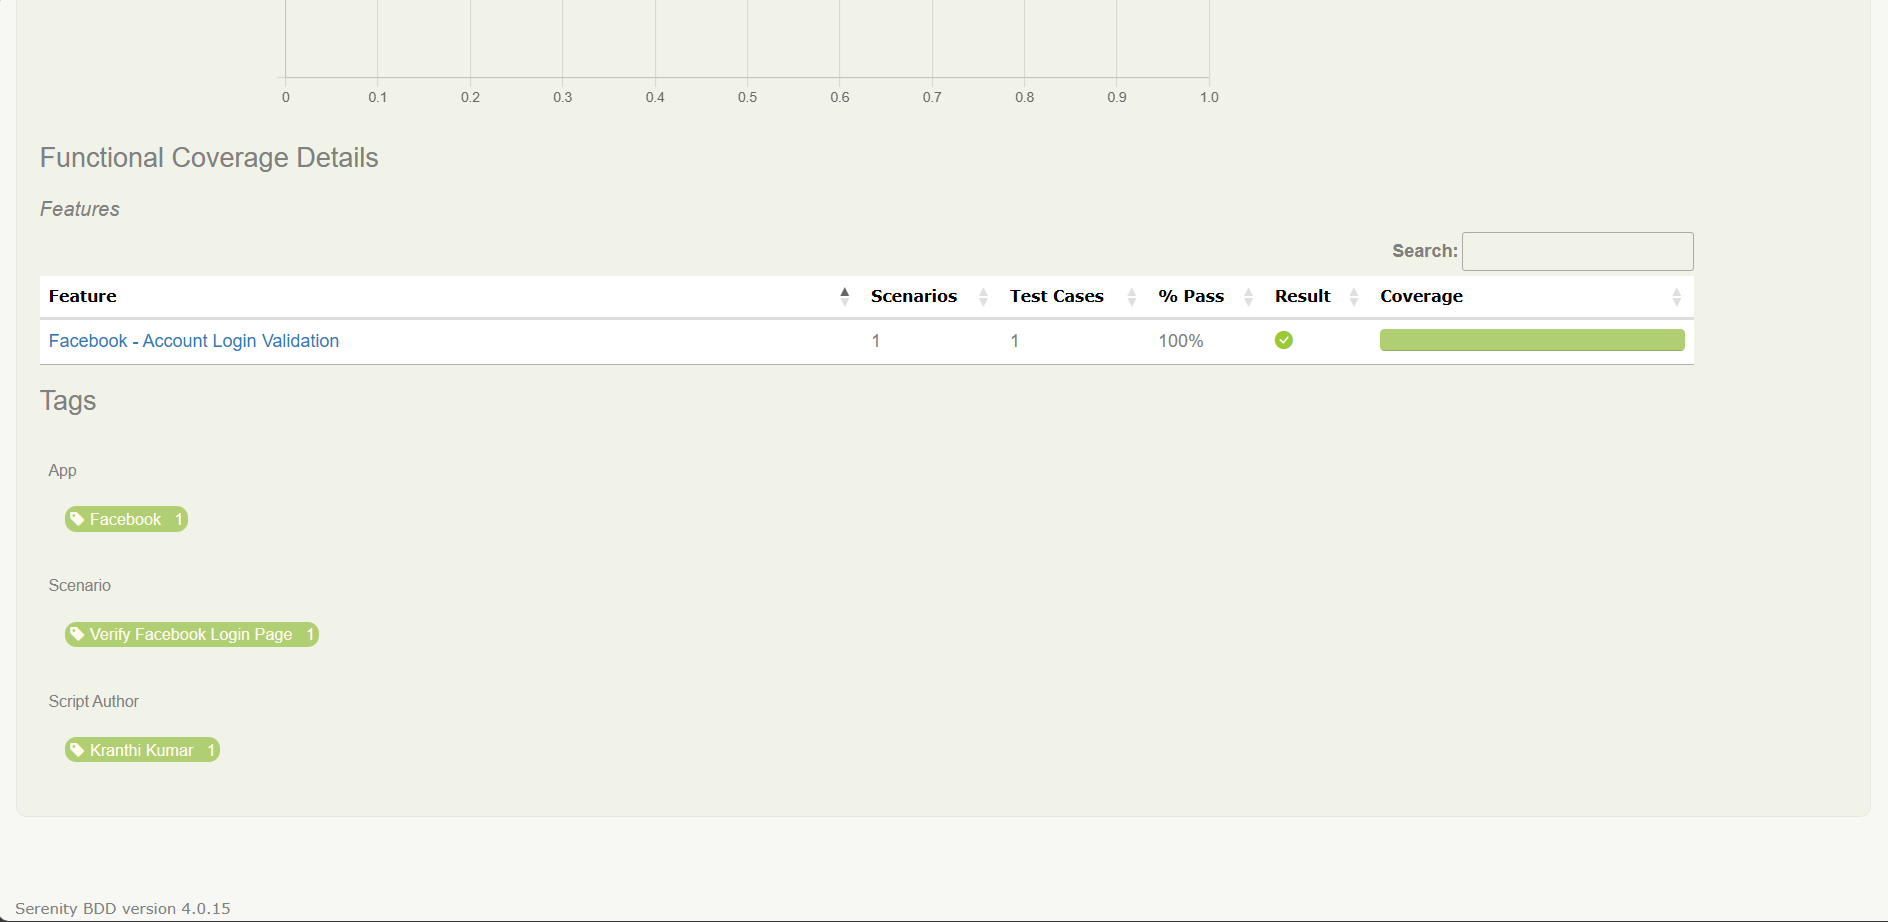 0 0.1 0.2 0.3 0.4 0.5 0.6 0.7 0.8 0.9 1.0
Functional Coverage Details
Features
Search:
Feature Scenarios Test Cases % Pass Result Coverage
Facebook - Account Login Validation 1 1 100%
Tags
App
Facebook 1
Scenario
Verify Facebook Login Page 1
Script Author
Kranthi Kumar 1
Serenity BDD version 4.0.15